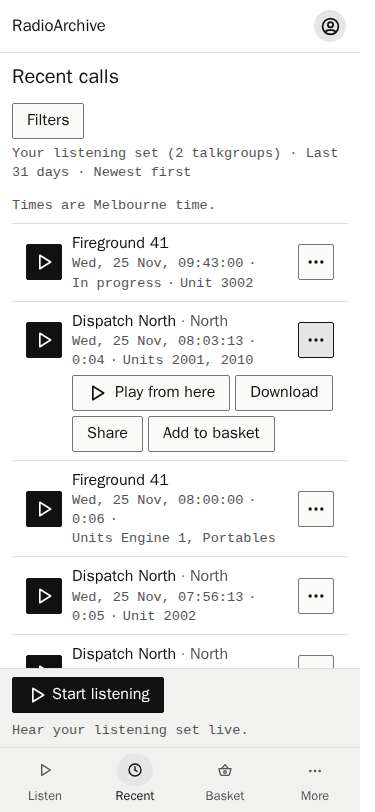 RadioArchive
Recent calls
Filters
Your listening set (2 talkgroups) · Last
31 days · Newest first
Times are Melbourne time.
Fireground 41
Wed, 25 Nov, 09:43:00 ·
In progress · Unit 3002
Dispatch North · North
Wed, 25 Nov, 08:03:13 ·
0:04 · Units 2001, 2010
Play from here
Download
Share
Add to basket
Fireground 41
Wed, 25 Nov, 08:00:00 ·
0:06 ·
Units Engine 1, Portables
Dispatch North · North
Wed, 25 Nov, 07:56:13 ·
0:05 · Unit 2002
Dispatch North · North
Start listening
Hear your listening set live.
Listen
Recent
Basket
More